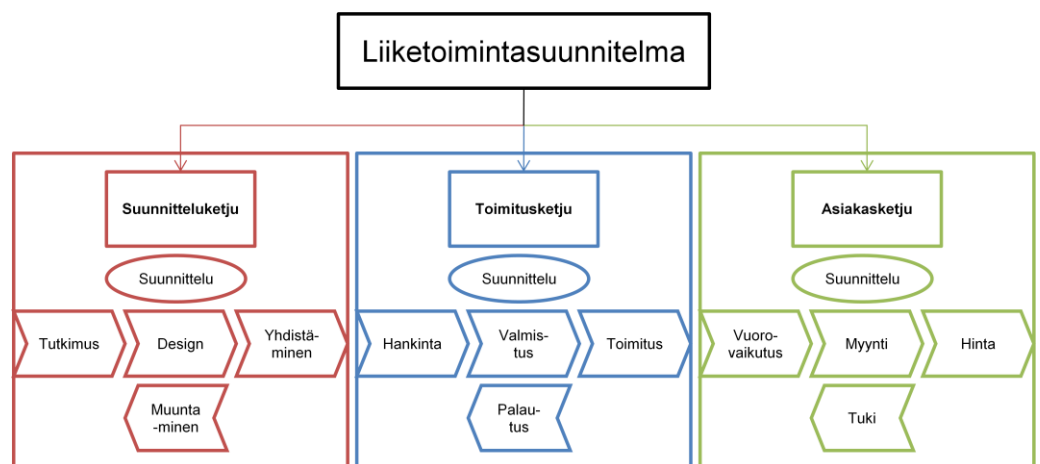 Liiketoimintasuunnitelma
Suunnitteluketju
Suunnittelu
Tutkimus
Design
Yhdistä-
minen
Muunta
-minen
Toimitusketju
Suunnittelu
Hankinta
Valmis-
tus
Toimitus
Palau-
tus
Asiakasketju
Suunnittelu
Vuoro-
vaikutus
Myynti
Hinta
Tuki